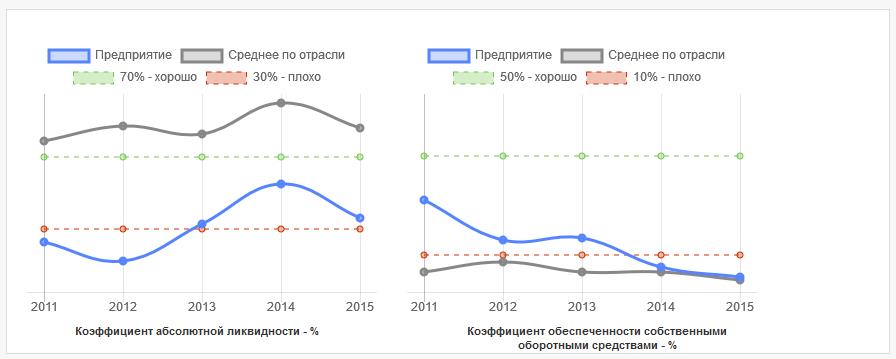 Предприятие Среднее по отрасли
70% - хорошо 30% - плохо
2011 2012 2013 2014 2015
Коэффициент абсолютной ликвидности - %
Предприятие Среднее по отрасли
50% - хорошо 10% - плохо
2011 2012 2013 2014 2015
Коэффициент обеспеченности собственными
оборотными средствами - %